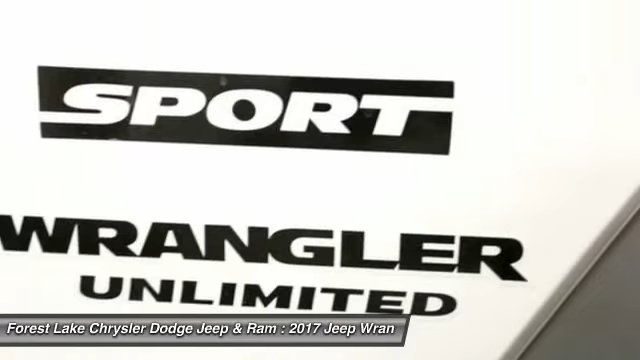 SPORT
WRANGLER
UNLIMITED
Forest Lake Chrysler Dodge Jeep & Ram : 2017 Jeep Wran